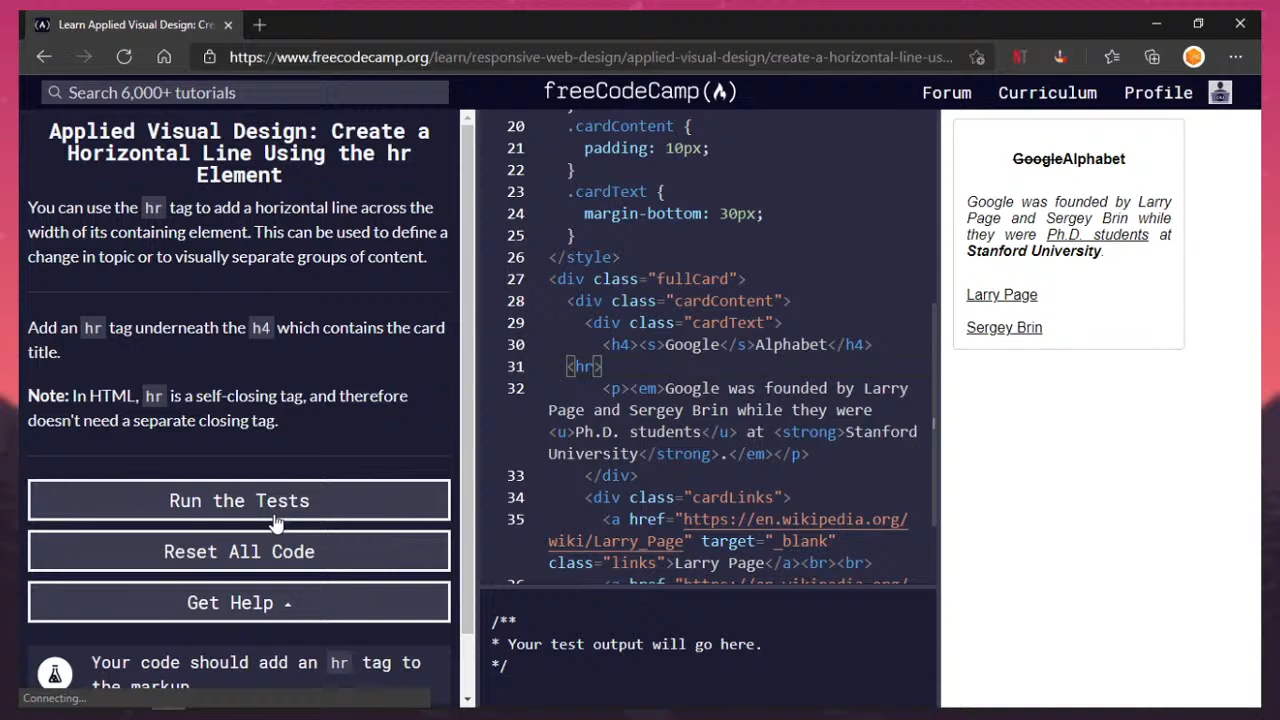 Learn Applied Visual Design: Cre
https://www.freecodecamp.org/learn/responsive-web-design/applied-visual-design/create-a-horizontal-line-us...
Search 6,000+ tutorials
freeCodeCamp
Forum
Curriculum
Profile
Applied Visual Design: Create a
Horizontal Line Using the hr
Element
You can use the hr tag to add a horizontal line across the
width of its containing element. This can be used to define a
change in topic or to visually separate groups of content.
Add an hr tag underneath the h4 which contains the card
title.
Note: In HTML, hr is a self-closing tag, and therefore
doesn't need a separate closing tag.
Run the Tests
Reset All Code
Get Help
Your code should add an hr tag to
the markup
Connecting...
20 .cardContent {
21 padding: 10px;
22 }
23 .cardText {
24 margin-bottom: 30px;
25 }
26 </style>
27 <div class="fullCard">
28 <div class="cardContent">
29 <div class="cardText">
30 <h4><s>Google</s>Alphabet</h4>
31 <hr>
32 <p><em>Google was founded by Larry
Page and Sergey Brin while they were
<u>Ph.D. students</u> at <strong>Stanford
University</strong>.</em></p>
33 </div>
34 <div class="cardLinks">
35 <a href="https://en.wikipedia.org/
wiki/Larry_Page" target="_blank"
class="links">Larry Page</a><br><br>
36 <a href="https://en.wikipedia.org/
/**
* Your test output will go here.
*/
GoogleAlphabet
Google was founded by Larry
Page and Sergey Brin while
they were Ph.D. students at
Stanford University.
Larry Page
Sergey Brin